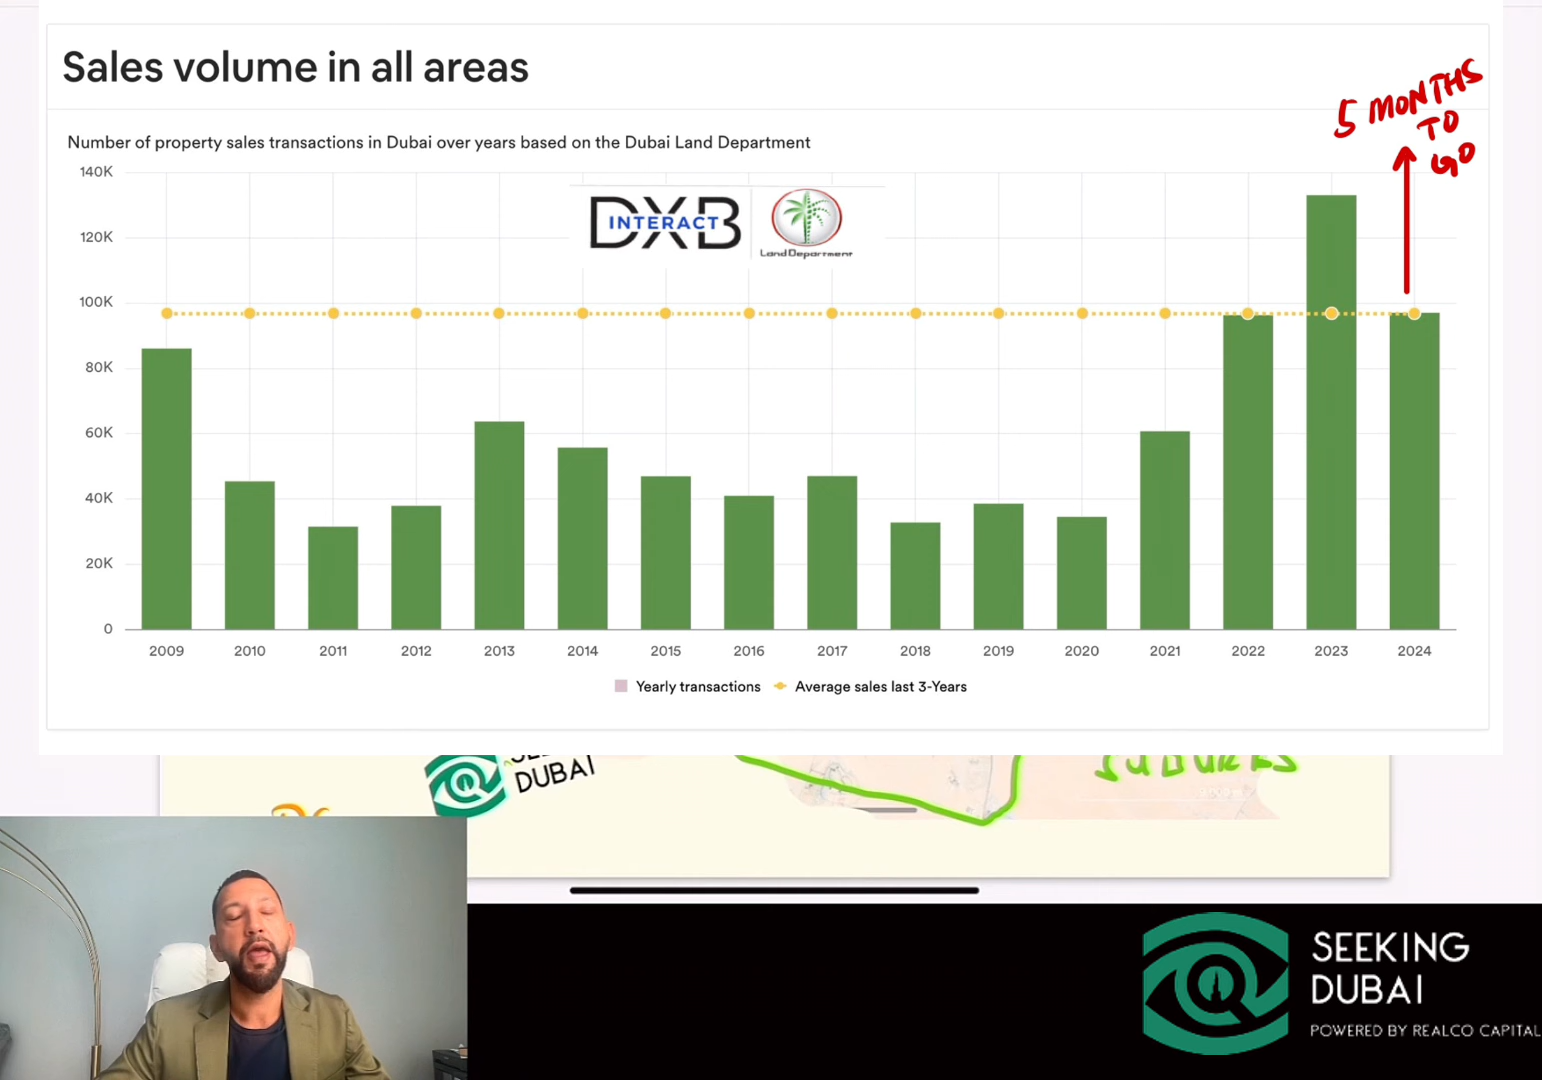 Sales volume in all areas
5 MONTHS
TO
GO
Number of property sales transactions in Dubai over years based on the Dubai Land Department
140K
120K
100K
80K
60K
40K
20K
0
DXB
INTERACT
Land Department
2009 2010 2011 2012 2013 2014 2015 2016 2017 2018 2019 2020 2021 2022 2023 2024
Yearly transactions Average sales last 3-Years
DUBAI
SEEKING
DUBAI
POWERED BY REALCO CAPITAL